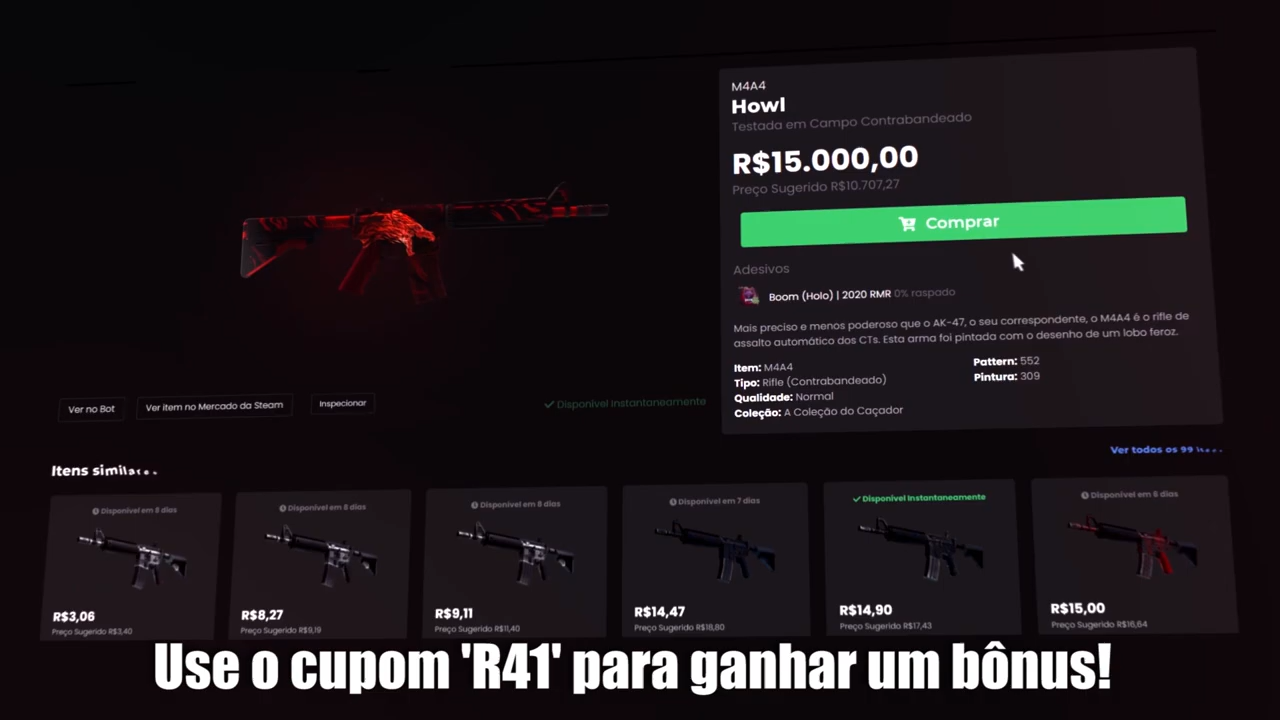 M4A4
Howl
Testada em Campo Contrabandeado
R$15.000,00
Preço Sugerido R$10.707,27
Comprar
Adesivos
Boom (Holo) | 2020 RMR 0% raspado
Mais preciso e menos poderoso que o AK-47, o seu correspondente, o M4A4 é o rifle de
assalto automático dos CTs. Esta arma foi pintada com o desenho de um lobo feroz.
Item: M4A4
Tipo: Rifle (Contrabandeado)
Qualidade: Normal
Coleção: A Coleção do Caçador
Pattern: 552
Pintura: 309
Ver no Bot
Ver item no Mercado da Steam
Inspecionar
Disponível Instantaneamente
Itens similares
Ver todos os 99
Disponível em 8 dias
R$3,06
Preço Sugerido R$3,40
Disponível em 8 dias
R$8,27
Preço Sugerido R$9,19
Disponível em 8 dias
R$9,11
Preço Sugerido R$11,40
Disponível em 7 dias
R$14,47
Preço Sugerido R$18,80
Disponível Instantaneamente
R$14,90
Preço Sugerido R$17,43
Disponível em 6 dias
R$15,00
Preço Sugerido R$16,64
Use o cupom 'R41' para ganhar um bônus!